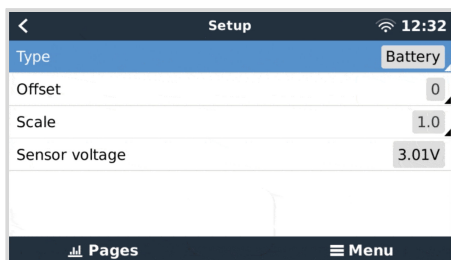 Setup 12:32
Type Battery
Offset 0
Scale 1.0
Sensor voltage 3.01V
Pages Menu